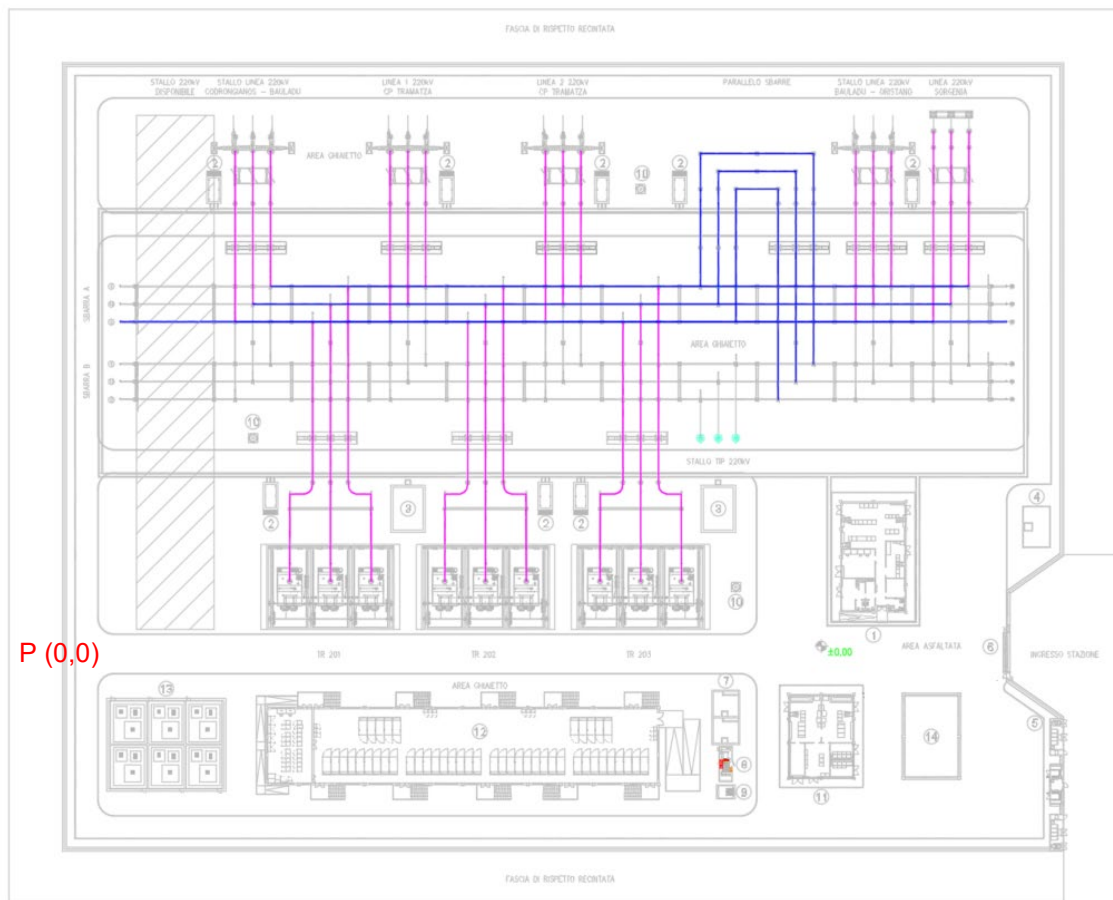 FASCIA DI RISPETTO RECINTATA
STALLO 220kV
DISPONIBILE
STALLO LINEA 220kV
CODRONGIANOS - BAULADU
LINEA 1 220kV
CP TRAMATZA
LINEA 2 220kV
CP TRAMATZA
PARALLELO SBARRE
STALLO LINEA 220kV
BAULADU - ORISTANO
LINEA 220kV
SORGENIA
AREA GHIAIETTO
2
2
2
2
2
10
SBARRA A
AREA GHIAIETTO
SBARRA B
10
STALLO TIP 220kV
2
3
2
2
3
4
10
1
6
P (0,0)
TR 201
TR 202
TR 203
±0.00
AREA ASFALTATA
INGRESSO STAZIONE
13
AREA GHIAIETTO
7
5
12
14
8
9
11
FASCIA DI RISPETTO RECINTATA